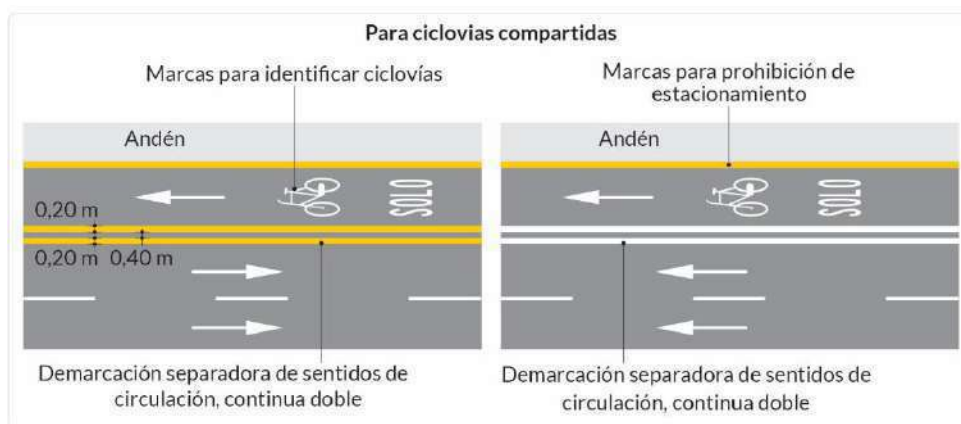 Para ciclovias compartidas
Marcas para identificar ciclovías
Marcas para prohibición de
estacionamiento
Andén
SOLO
0,20 m
0,20 m
0,40 m
Demarcación separadora de sentidos de
circulación, continua doble
Andén
SOLO
Demarcación separadora de sentidos de
circulación, continua doble